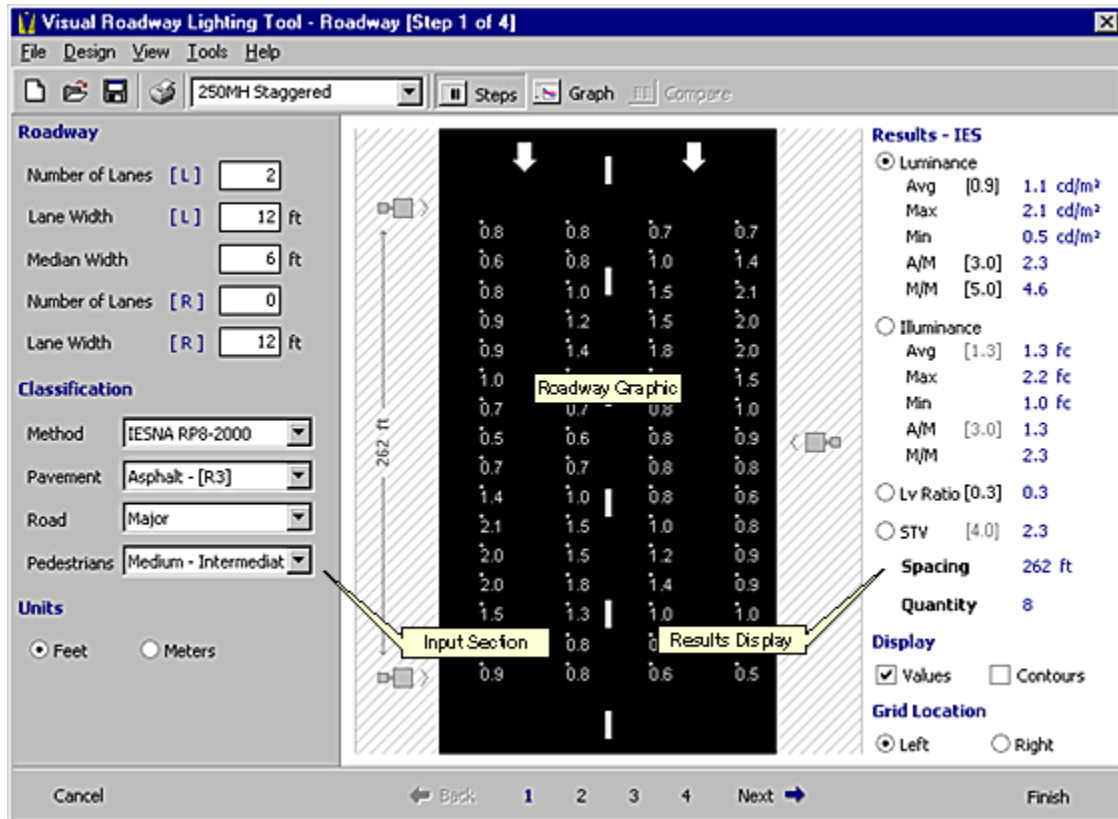 Visual Roadway Lighting Tool - Roadway [Step 1 of 4]
File Design View Tools Help
250MH Staggered Steps Graph Compare
Roadway
Number of Lanes [L] 2
Lane Width [L] 12 ft
Median Width 6 ft
Number of Lanes [R] 0
Lane Width [R] 12 ft
Classification
Method IESNA RP8-2000
Pavement Asphalt - [R3]
Road Major
Pedestrians Medium - Intermediat
Units
Feet Meters
Input Section
262 ft
0.8 0.8 0.7 0.7
0.6 0.8 1.0 1.4
0.8 1.0 1.5 2.1
0.9 1.2 1.5 2.0
0.9 1.4 1.8 2.0
1.0 1.5
Roadway Graphic
0.7 0.7 0.8 1.0
0.5 0.6 0.8 0.9
0.7 0.7 0.8 0.8
1.4 1.0 0.8 0.6
2.1 1.5 1.0 0.8
2.0 1.5 1.2 0.9
2.0 1.8 1.4 0.9
1.5 1.3 1.0 1.0
0.8
Results Display
0.9 0.8 0.6 0.5
Results - IES
Luminance
Avg [0.9] 1.1 cd/m²
Max 2.1 cd/m²
Min 0.5 cd/m²
A/M [3.0] 2.3
M/M [5.0] 4.6
Illuminance
Avg [1.3] 1.3 fc
Max 2.2 fc
Min 1.0 fc
A/M [3.0] 1.3
M/M 2.3
Lv Ratio [0.3] 0.3
STV [4.0] 2.3
Spacing 262 ft
Quantity 8
Display
Values Contours
Grid Location
Left Right
Cancel Back 1 2 3 4 Next Finish